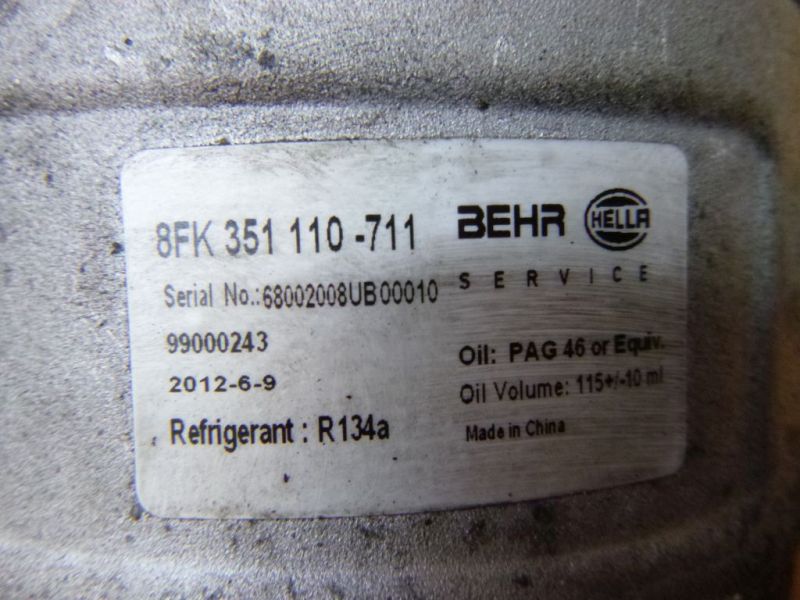 8FK 351 110 -711
BEHR HELLA
SERVICE
Serial No.:68002008UB00010
99000243
2012-6-9
Refrigerant : R134a
Oil: PAG 46 or Equiv.
Oil Volume: 115+/-10 ml
Made in China